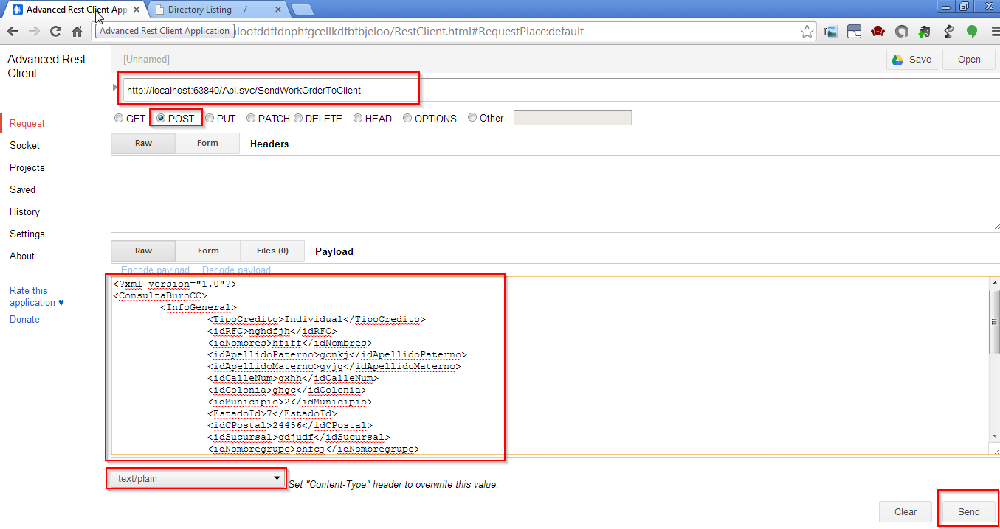 Advanced Rest Client App
Directory Listing -- /
Advanced Rest Client Application
hloofddffdnphfgcellkdfbfbjeloo/RestClient.html#RequestPlace:default
Advanced Rest
Client
[Unnamed]
Save
Open
http://localhost:63840/Api.svc/SendWorkOrderToClient
GET POST PUT PATCH DELETE HEAD OPTIONS Other
Request
Socket
Projects
Saved
History
Settings
About
Rate this
application ♥
Donate
Raw Form Headers
Raw Form Files (0) Payload
Encode payload Decode payload
<?xml version="1.0"?>
<ConsultaBuroCC>
<InfoGeneral>
<TipoCredito>Individual</TipoCredito>
<idRFC>nghdfjh</idRFC>
<idNombres>hfiff</idNombres>
<idApellidoPaterno>gcnkj</idApellidoPaterno>
<idApellidoMaterno>gvjg</idApellidoMaterno>
<idCalleNum>gxhh</idCalleNum>
<idColonia>ghgc</idColonia>
<idMunicipio>2</idMunicipio>
<EstadoId>7</EstadoId>
<idCPostal>24456</idCPostal>
<idSucursal>gdjudf</idSucursal>
<idNombregrupo>bhfcj</idNombregrupo>
text/plain
Set "Content-Type" header to overwrite this value.
Clear
Send